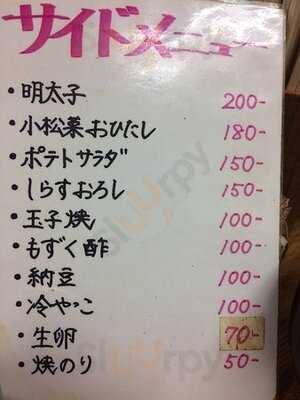 サイドメニュー
・明太子 200-
・小松菜おひたし 180-
・ポテトサラダ 150-
・しらすおろし 150-
・玉子焼 100-
・もずく酢 100-
・納豆 100-
・冷やっこ 100-
・生卵 70-
・焼のり 50-